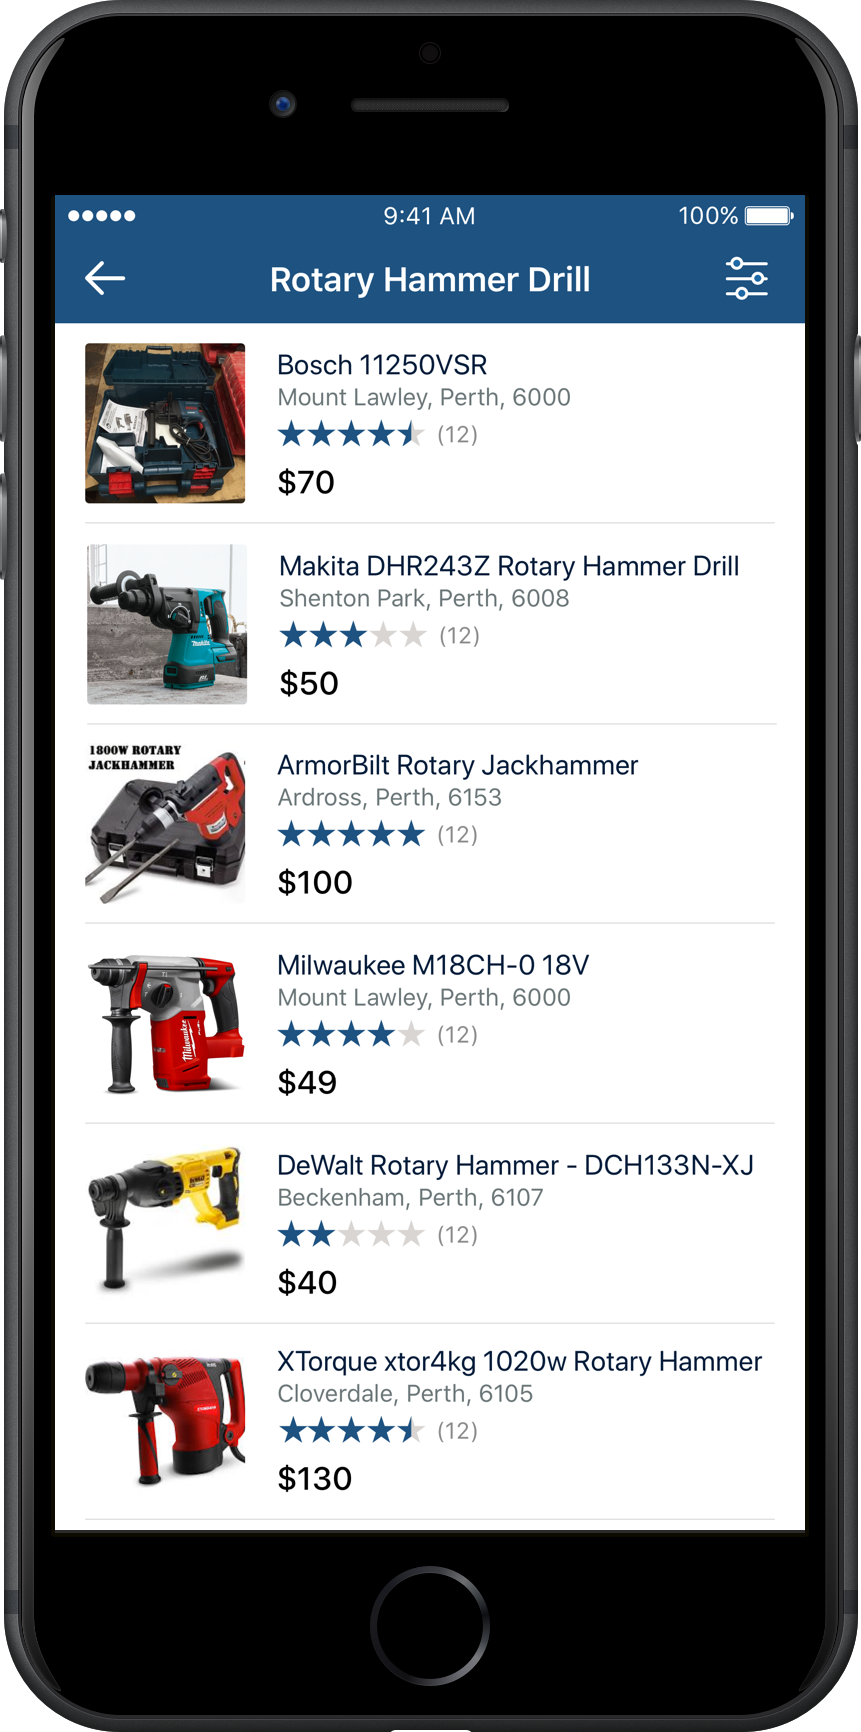 9:41 AM 100%
Rotary Hammer Drill
Bosch 11250VSR
Mount Lawley, Perth, 6000
(12)
$70
Makita DHR243Z Rotary Hammer Drill
Shenton Park, Perth, 6008
(12)
$50
makita
1800W ROTARY
JACKHAMMER
ArmorBilt Rotary Jackhammer
Ardross, Perth, 6153
(12)
$100
Milwaukee M18CH-0 18V
Mount Lawley, Perth, 6000
(12)
$49
Milwaukee
DeWalt Rotary Hammer - DCH133N-XJ
Beckenham, Perth, 6107
(12)
$40
XTorque xtor4kg 1020w Rotary Hammer
Cloverdale, Perth, 6105
(12)
$130